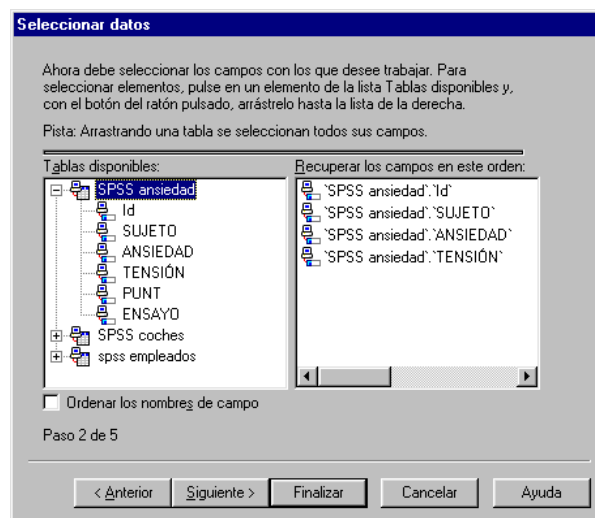 Seleccionar datos
Ahora debe seleccionar los campos con los que desee trabajar. Para
seleccionar elementos, pulse en un elemento de la lista Tablas disponibles y,
con el botón del ratón pulsado, arrástrelo hasta la lista de la derecha.
Pista: Arrastrando una tabla se seleccionan todos sus campos.
Tablas disponibles:
SPSS ansiedad
Id
SUJETO
ANSIEDAD
TENSIÓN
PUNT
ENSAYO
SPSS coches
spss empleados
Recuperar los campos en este orden:
`SPSS ansiedad`.`Id`
`SPSS ansiedad`.`SUJETO`
`SPSS ansiedad`.`ANSIEDAD`
`SPSS ansiedad`.`TENSIÓN`
Ordenar los nombres de campo
Paso 2 de 5
< Anterior
Siguiente >
Finalizar
Cancelar
Ayuda